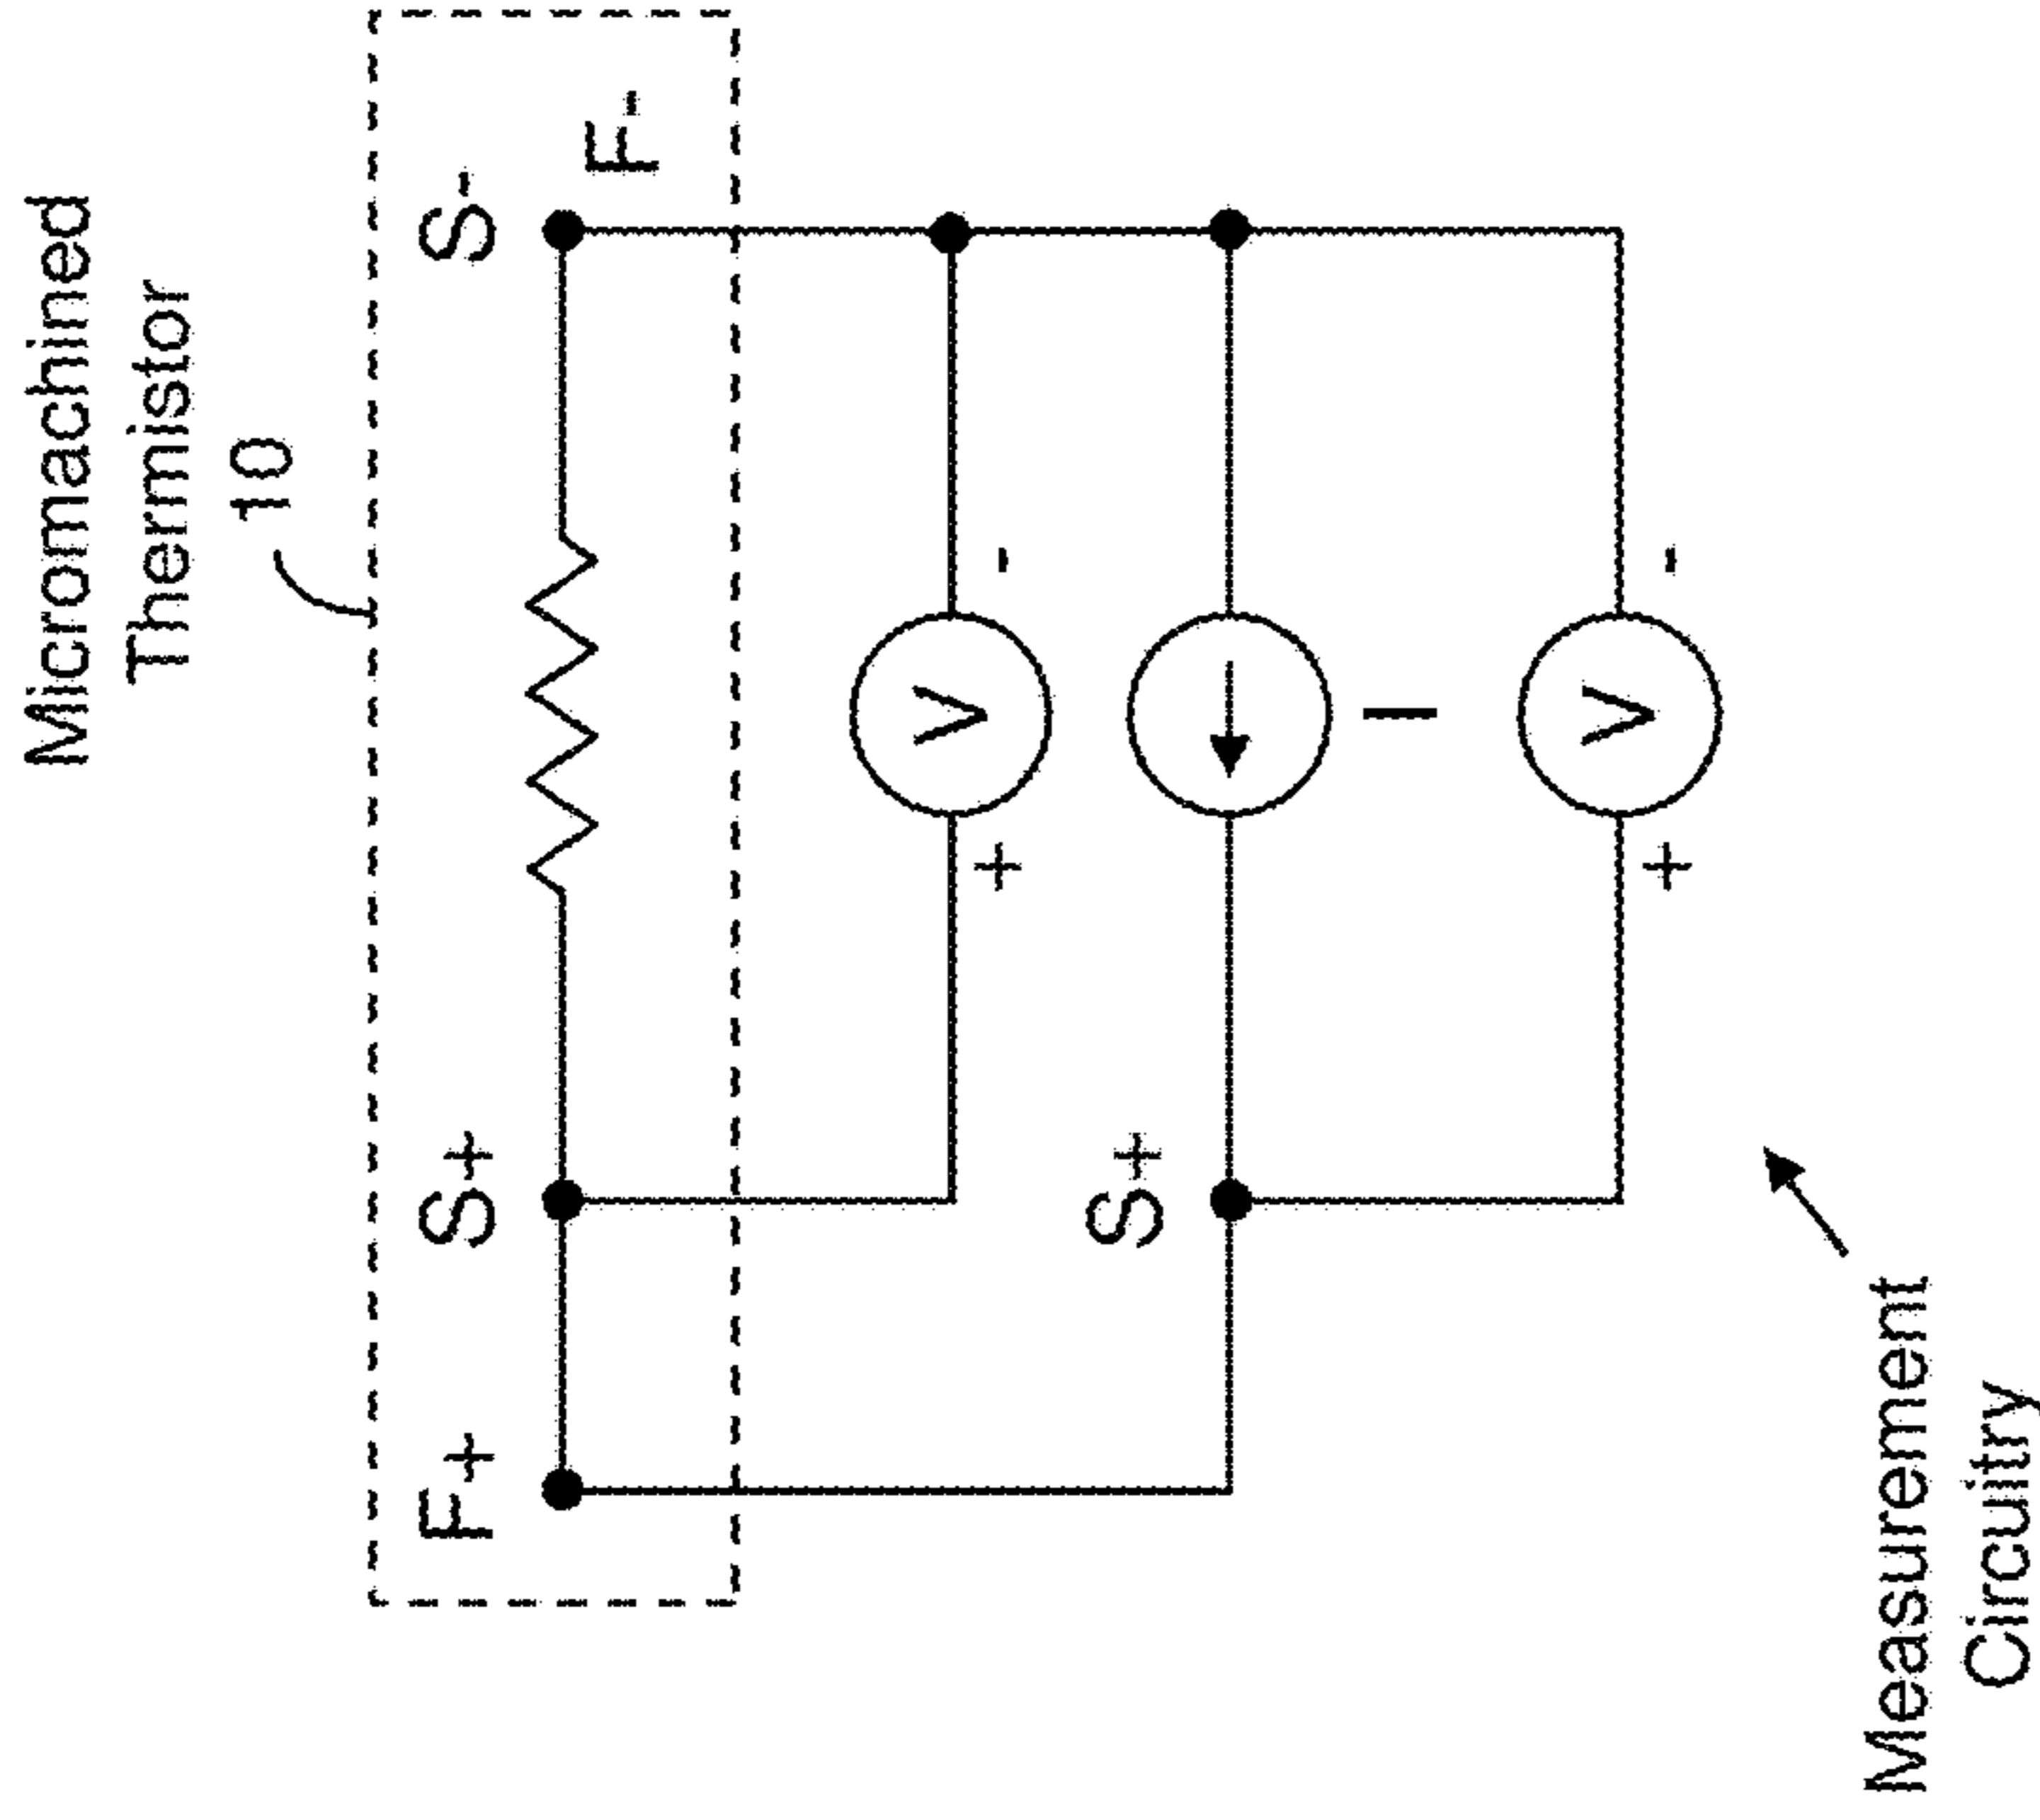 Micromachined
Thermistor
10
F+
S+
S-
F-
V
+
-
S+
I
V
+
-
Measurement
Circuitry